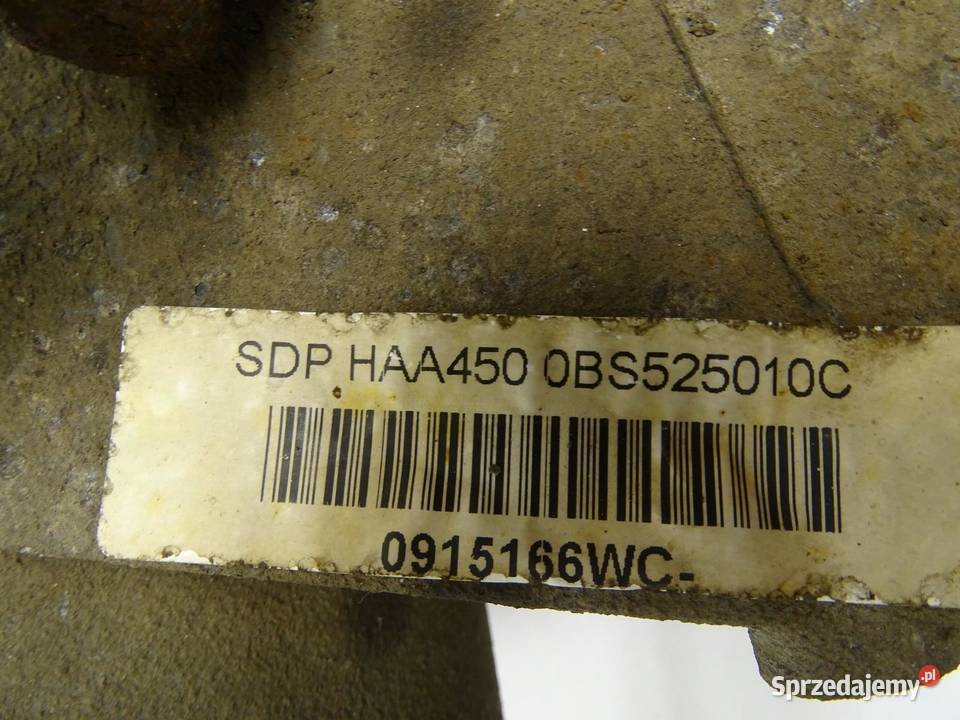 SDP HAA450 0BS525010C
0915166WC-
Sprzedajemy.pl